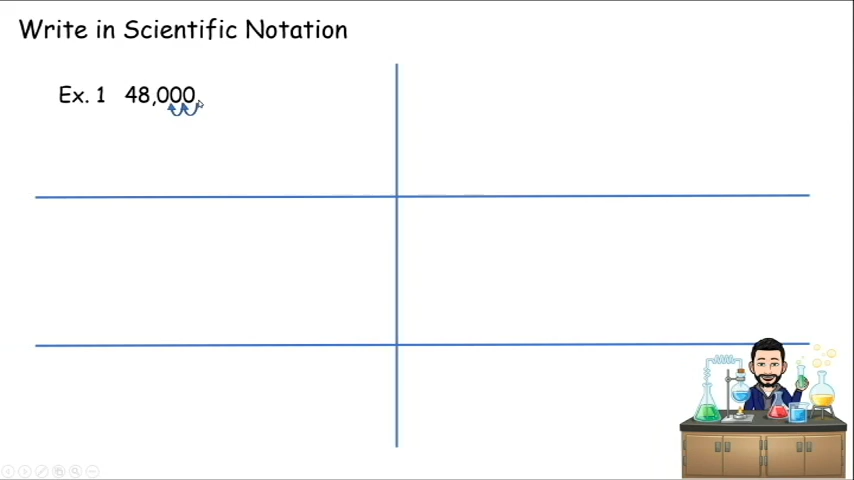 Write in Scientific Notation
Ex. 1 48,000.